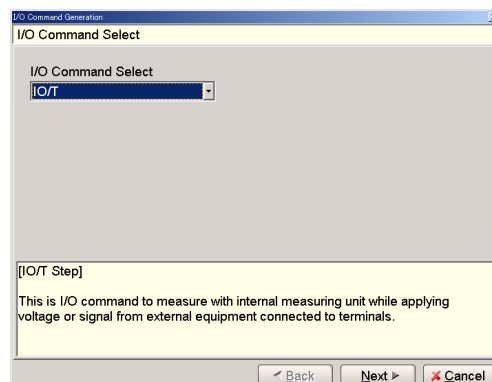 I/O Command Generation
I/O Command Select
I/O Command Select
IO/T
[IO/T Step]
This is I/O command to measure with internal measuring unit while applying
voltage or signal from external equipment connected to terminals.
Back Next Cancel